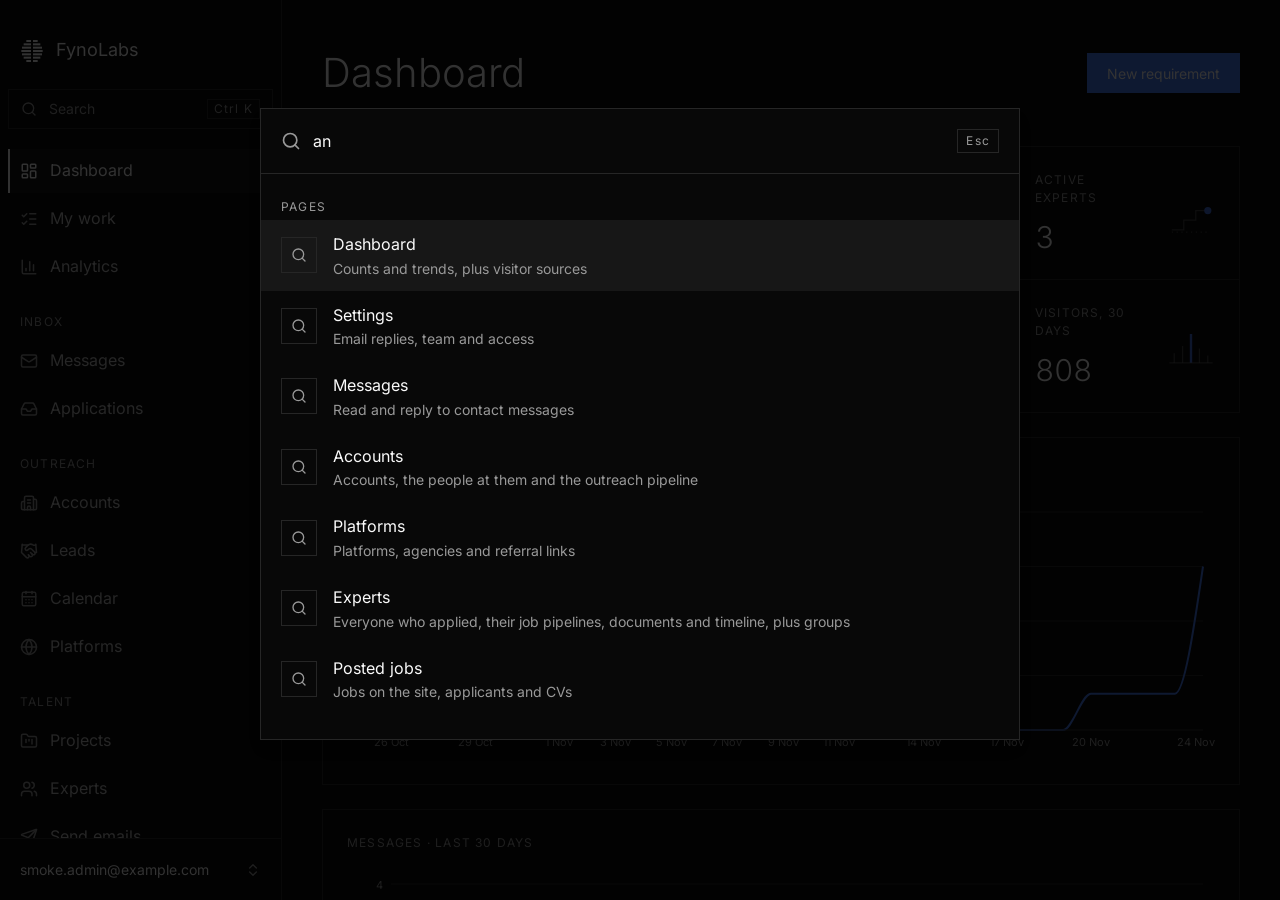 FynoLabs
Search
Ctrl K
Dashboard
My work
Analytics
INBOX
Messages
Applications
OUTREACH
Accounts
Leads
Calendar
Platforms
TALENT
Projects
Experts
Send emails
smoke.admin@example.com
Dashboard
New requirement
an
Esc
PAGES
Dashboard
Counts and trends, plus visitor sources
Settings
Email replies, team and access
Messages
Read and reply to contact messages
Accounts
Accounts, the people at them and the outreach pipeline
Platforms
Platforms, agencies and referral links
Experts
Everyone who applied, their job pipelines, documents and timeline, plus groups
Posted jobs
Jobs on the site, applicants and CVs
ACTIVE
EXPERTS
3
VISITORS, 30
DAYS
808
26 Oct 29 Oct 1 Nov 3 Nov 5 Nov 7 Nov 9 Nov 11 Nov 14 Nov 17 Nov 20 Nov 24 Nov
MESSAGES · LAST 30 DAYS
4